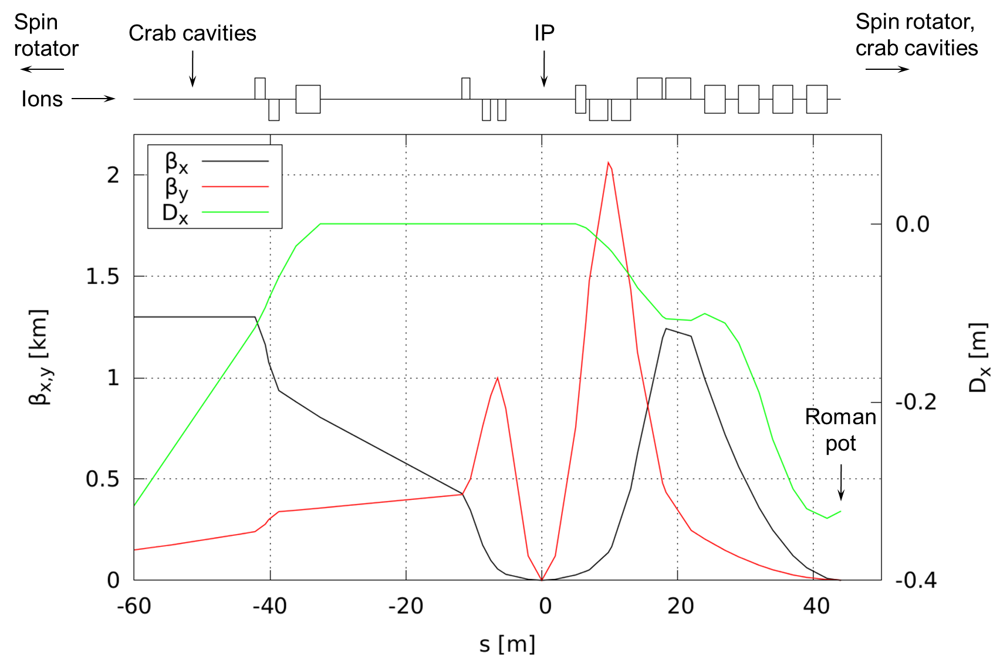 Spin
rotator
Crab cavities
IP
Spin rotator,
crab cavities
Ions
βx
βy
Dx
2
1.5
1
0.5
0
βx,y [km]
0.0
-0.2
-0.4
Dx [m]
Roman
pot
-60
-40
-20
0
20
40
s [m]